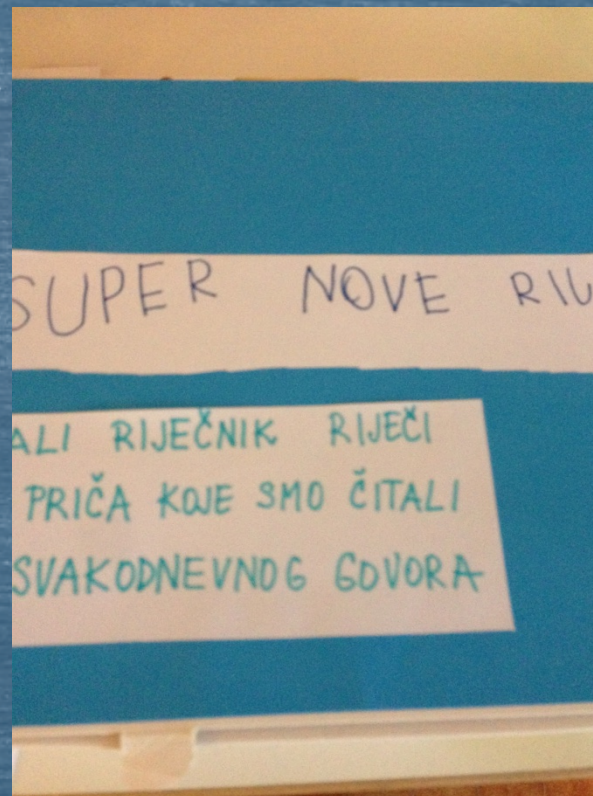 SUPER NOVE
ALI RIJEČNIK RIJEČI
PRIČA KOJE SMO ČITALI
SVAKODNEVNOG GOVORA